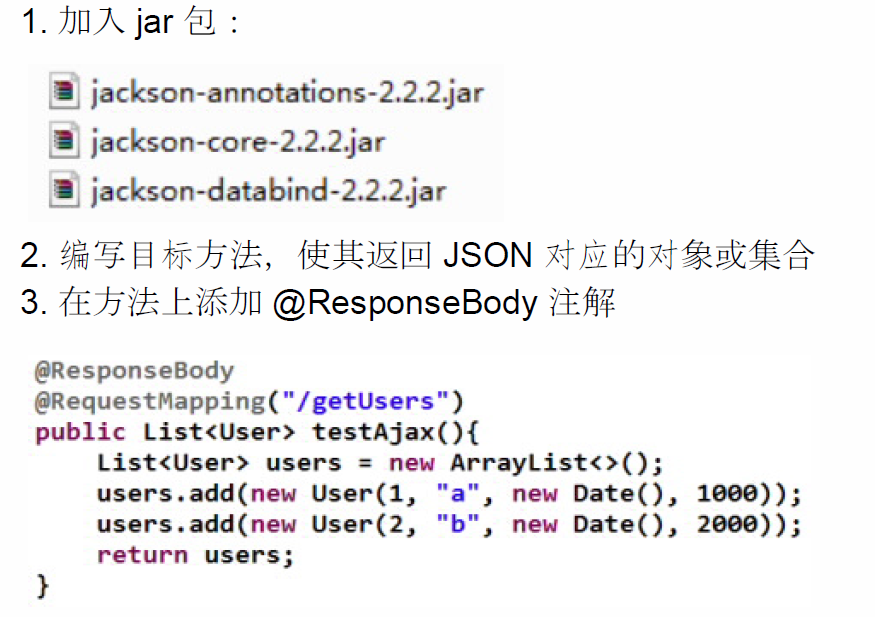 1. 加入 jar 包：
jackson-annotations-2.2.2.jar
jackson-core-2.2.2.jar
jackson-databind-2.2.2.jar
2. 编写目标方法，使其返回 JSON 对应的对象或集合
3. 在方法上添加 @ResponseBody 注解
@ResponseBody
@RequestMapping("/getUsers")
public List<User> testAjax(){
    List<User> users = new ArrayList<>();
    users.add(new User(1, "a", new Date(), 1000));
    users.add(new User(2, "b", new Date(), 2000));
    return users;
}